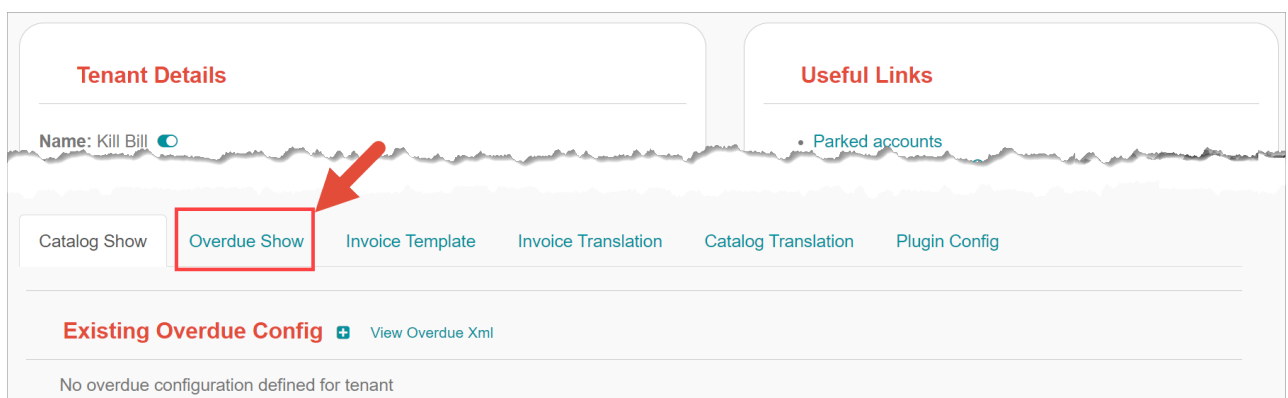 Tenant Details
Useful Links
Name: Kill Bill
• Parked accounts
Catalog Show Overdue Show Invoice Template Invoice Translation Catalog Translation Plugin Config
Existing Overdue Config View Overdue Xml
No overdue configuration defined for tenant